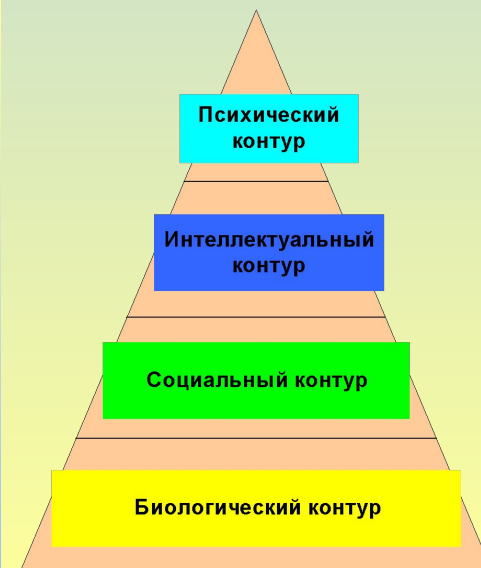 Психический
контур
Интеллектуальный
контур
Социальный контур
Биологический контур